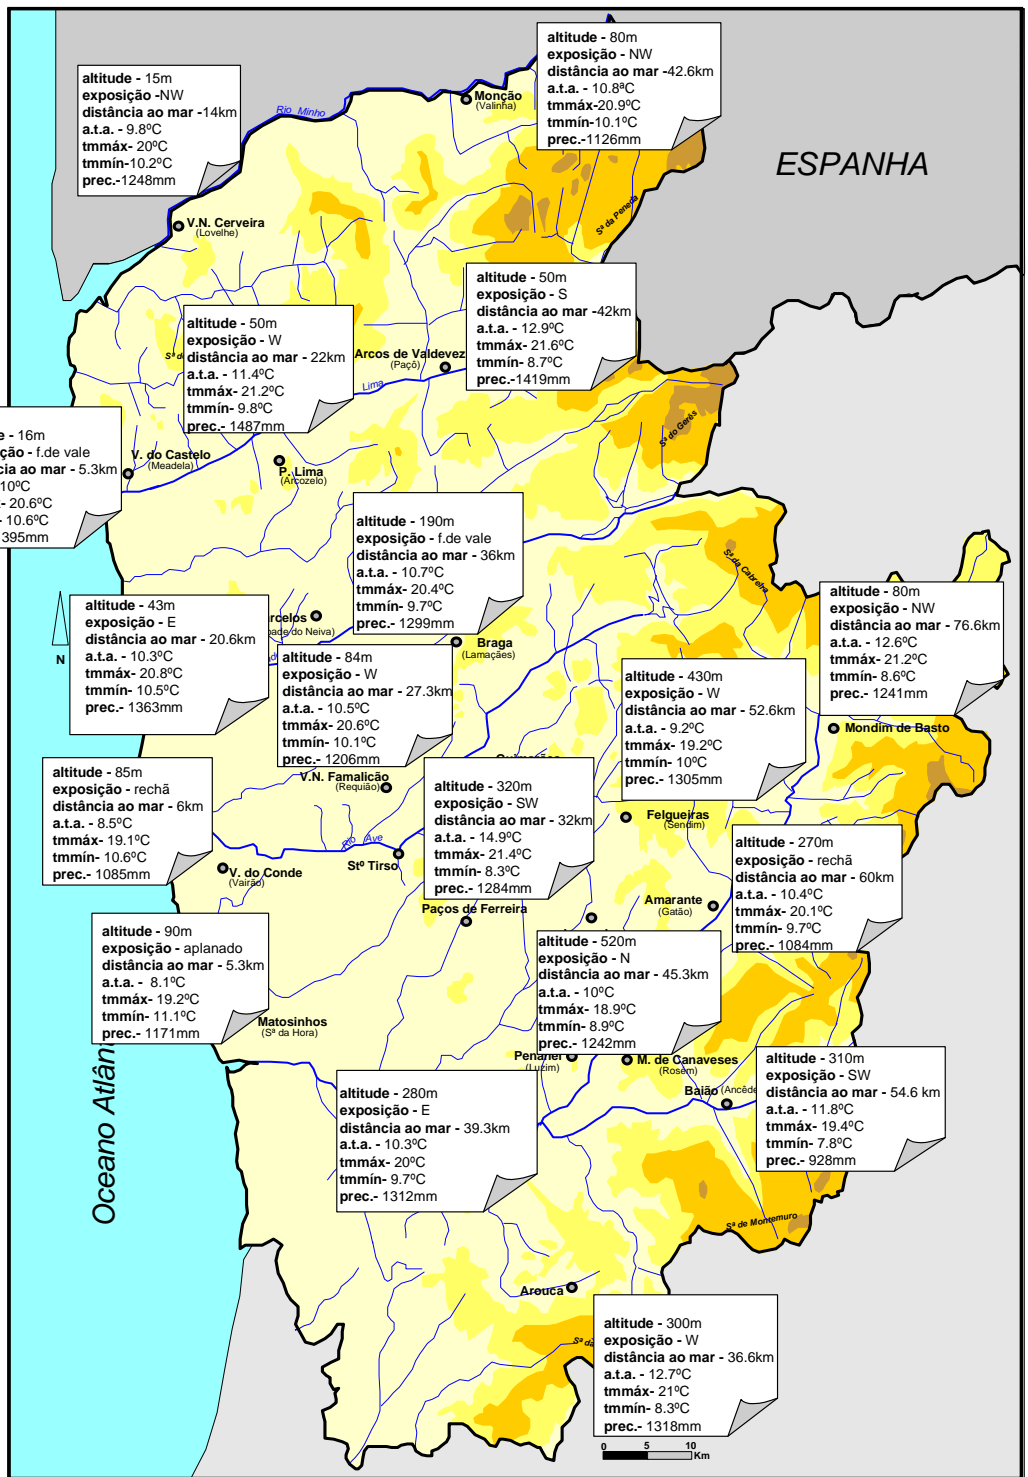 altitude - 80m
exposição - NW
distância ao mar -42.6km
a.t.a. - 10.8ªC
tmmáx-20.9ºC
tmmín-10.1ºC
prec.-1126mm
altitude - 15m
exposição -NW
distância ao mar -14km
a.t.a. - 9.8ºC
tmmáx- 20ºC
tmmín-10.2ºC
prec.-1248mm
Monção
(Valinha)
Rio Minho
ESPANHA
Sª da Peneda
V.N. Cerveira
(Lovelhe)
altitude - 50m
exposição - S
distância ao mar -42km
a.t.a. - 12.9ºC
tmmáx- 21.6ºC
tmmín- 8.7ºC
prec.-1419mm
altitude - 50m
exposição - W
distância ao mar - 22km
a.t.a. - 11.4ºC
tmmáx- 21.2ºC
tmmín- 9.8ºC
prec.- 1487mm
Sª d
Arcos de Valdevez
(Paçô)
Lima
Sª do Gerês
e - 16m
ção - f.de vale
cia ao mar - 5.3km
10ºC
- 20.6ºC
- 10.6ºC
395mm
V. do Castelo
(Meadela)
P. Lima
(Arcozelo)
altitude - 190m
exposição - f.de vale
distância ao mar - 36km
a.t.a. - 10.7ºC
tmmáx - 20.4ºC
tmmín- 9.7ºC
prec.- 1299mm
Sª da Cabreira
altitude - 80m
exposição - NW
distância ao mar - 76.6km
a.t.a. - 12.6ºC
tmmáx- 21.2ºC
tmmín- 8.6ºC
prec.- 1241mm
altitude - 43m
exposição - E
distância ao mar - 20.6km
a.t.a. - 10.3ºC
tmmáx- 20.8ºC
tmmín- 10.5ºC
prec.- 1363mm
N
rcelos
bade do Neiva)
Braga
(Lamaçães)
altitude - 84m
exposição - W
distância ao mar - 27.3km
a.t.a. - 10.5ºC
tmmáx- 20.6ºC
tmmín- 10.1ºC
prec.- 1206mm
altitude - 430m
exposição - W
distância ao mar - 52.6km
a.t.a. - 9.2ºC
tmmáx- 19.2ºC
tmmín - 10ºC
prec.- 1305mm
Mondim de Basto
Guimarães
V.N. Famalicão
(Requião)
altitude - 85m
exposição - rechã
distância ao mar - 6km
a.t.a. - 8.5ºC
tmmáx- 19.1ºC
tmmín- 10.6ºC
prec.- 1085mm
altitude - 320m
exposição - SW
distância ao mar - 32km
a.t.a. - 14.9ºC
tmmáx- 21.4ºC
tmmín- 8.3ºC
prec.- 1284mm
Felgueiras
(Sendim)
Rio Ave
Stº Tirso
V. do Conde
(Vairão)
altitude - 270m
exposição - rechã
distância ao mar - 60km
a.t.a. - 10.4ºC
tmmáx- 20.1ºC
tmmín- 9.7ºC
prec.- 1084mm
Paços de Ferreira
Amarante
(Gatão)
altitude - 90m
exposição - aplanado
distância ao mar - 5.3km
a.t.a. - 8.1ºC
tmmáx- 19.2ºC
tmmín- 11.1ºC
prec.- 1171mm
altitude - 520m
exposição - N
distância ao mar - 45.3km
a.t.a. - 10ºC
tmmáx- 18.9ºC
tmmín- 8.9ºC
prec.- 1242mm
Matosinhos
(Sª da Hora)
Oceano Atlânt
Penafiel
(Luzim)
M. de Canaveses
(Rosem)
altitude - 310m
exposição - SW
distância ao mar - 54.6 km
a.t.a. - 11.8ºC
tmmáx- 19.4ºC
tmmín- 7.8ºC
prec.- 928mm
Baião (Ancêde
altitude - 280m
exposição - E
distância ao mar - 39.3km
a.t.a. - 10.3ºC
tmmáx- 20ºC
tmmín- 9.7ºC
prec.- 1312mm
Sª de Montemuro
Arouca
Sª da
altitude - 300m
exposição - W
distância ao mar - 36.6km
a.t.a. - 12.7ºC
tmmáx- 21ºC
tmmín- 8.3ºC
prec.- 1318mm
0 5 10
Km